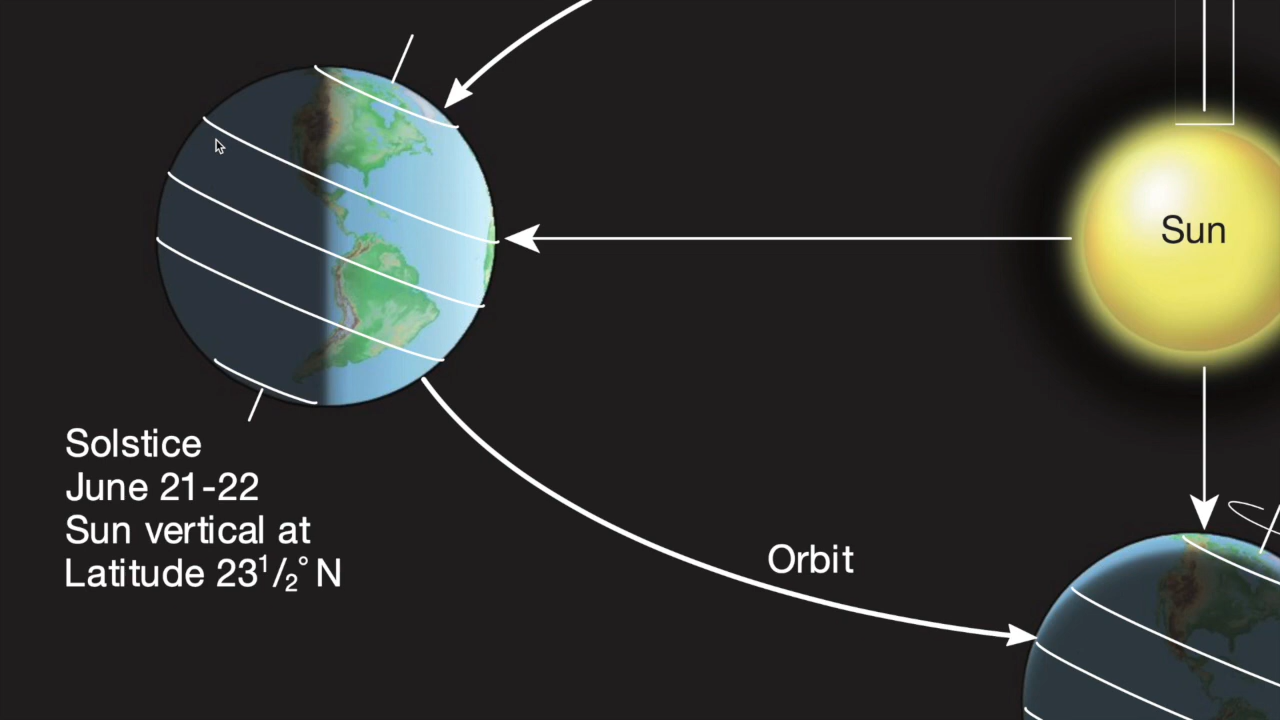 Sun
Solstice
June 21-22
Sun vertical at
Latitude 23¹/₂° N
Orbit